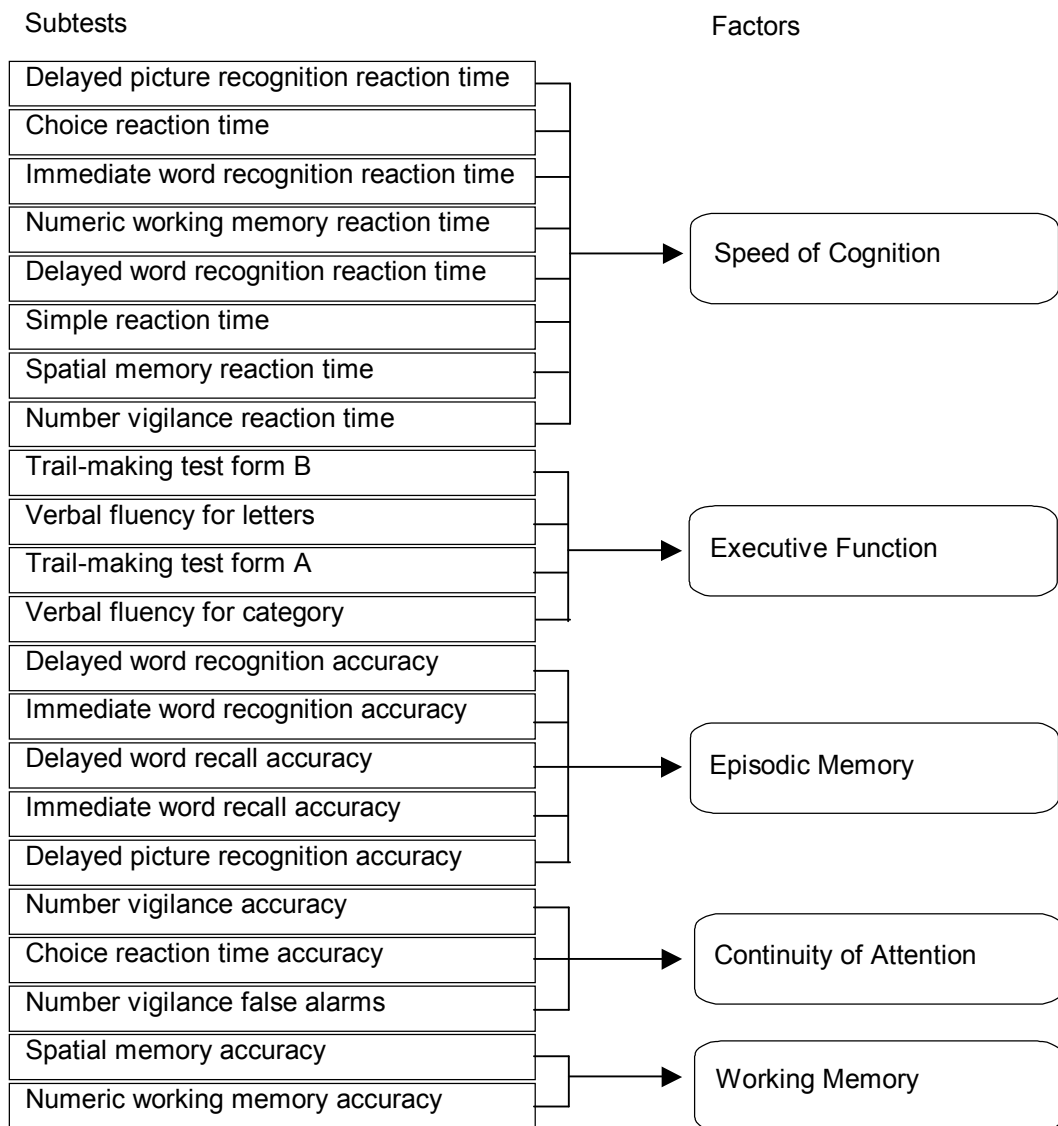 Subtests
Factors
Delayed picture recognition reaction time
Choice reaction time
Immediate word recognition reaction time
Numeric working memory reaction time
Delayed word recognition reaction time
Simple reaction time
Spatial memory reaction time
Number vigilance reaction time
Speed of Cognition
Trail-making test form B
Verbal fluency for letters
Trail-making test form A
Verbal fluency for category
Executive Function
Delayed word recognition accuracy
Immediate word recognition accuracy
Delayed word recall accuracy
Immediate word recall accuracy
Delayed picture recognition accuracy
Episodic Memory
Number vigilance accuracy
Choice reaction time accuracy
Number vigilance false alarms
Continuity of Attention
Spatial memory accuracy
Numeric working memory accuracy
Working Memory